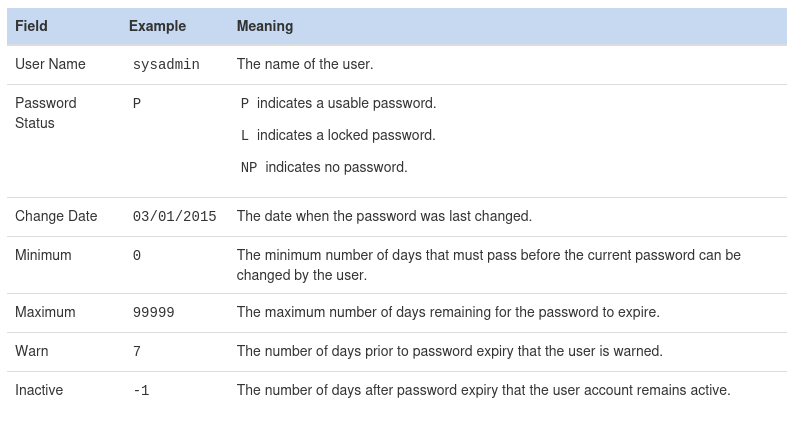 Field Example Meaning
User Name sysadmin The name of the user.
Password Status P P indicates a usable password.
L indicates a locked password.
NP indicates no password.
Change Date 03/01/2015 The date when the password was last changed.
Minimum 0 The minimum number of days that must pass before the current password can be
changed by the user.
Maximum 99999 The maximum number of days remaining for the password to expire.
Warn 7 The number of days prior to password expiry that the user is warned.
Inactive -1 The number of days after password expiry that the user account remains active.